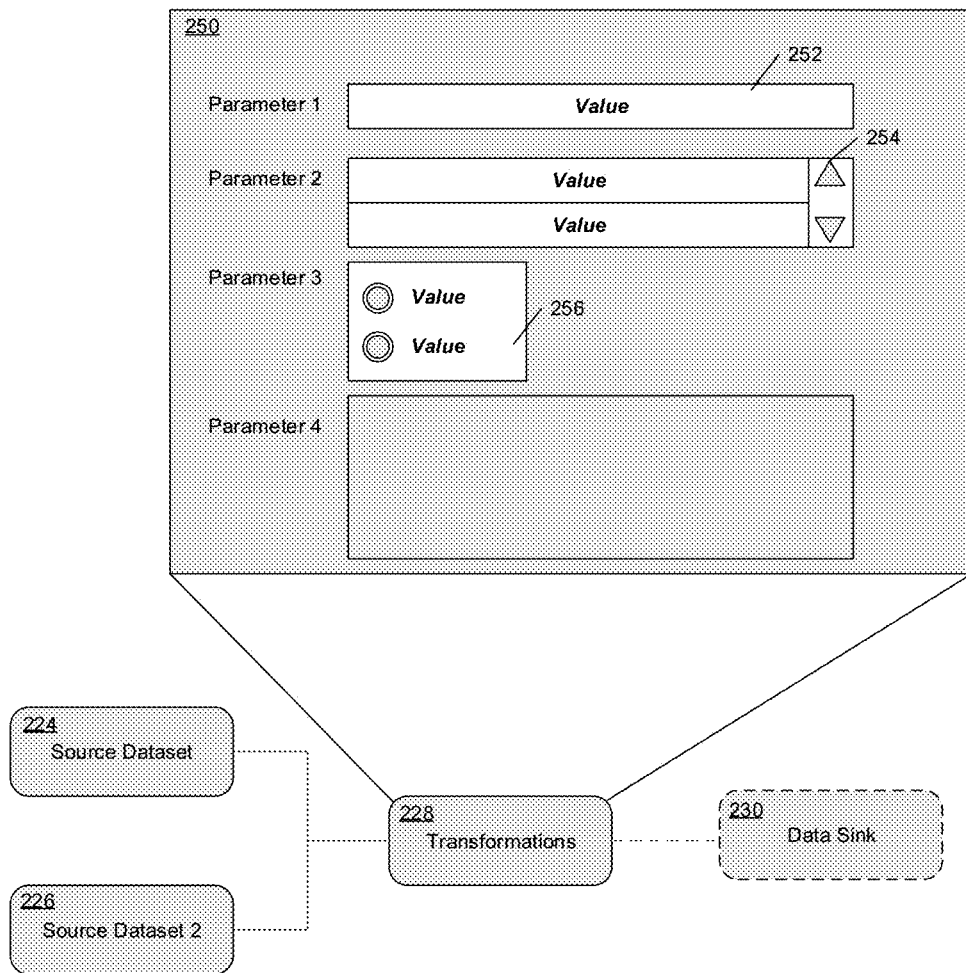 250
252
Parameter 1
Value
254
Parameter 2
Value
Value
Parameter 3
Value
256
Value
Parameter 4
224
Source Dataset
228
Transformations
230
Data Sink
226
Source Dataset 2